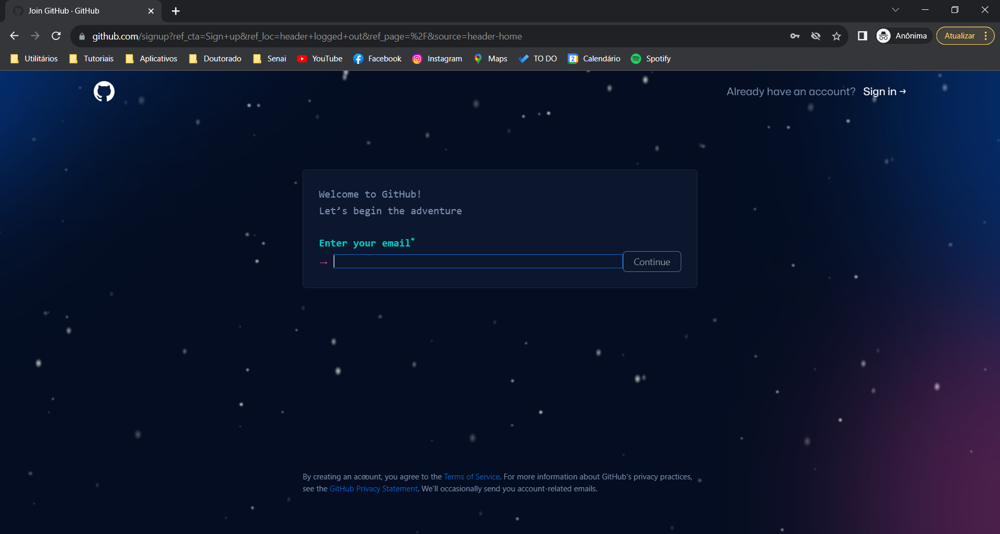 Join GitHub · GitHub
github.com/signup?ref_cta=Sign+up&ref_loc=header+logged+out&ref_page=%2F&source=header-home
Anônima
Atualizar
Utilitários Tutoriais Aplicativos Doutorado Senai YouTube Facebook Instagram Maps TO DO 2 Calendário Spotify
Already have an account? Sign in →
Welcome to GitHub!
Let’s begin the adventure
Enter your email*
→ Continue
By creating an account, you agree to the Terms of Service. For more information about GitHub's privacy practices,
see the GitHub Privacy Statement. We'll occasionally send you account-related emails.